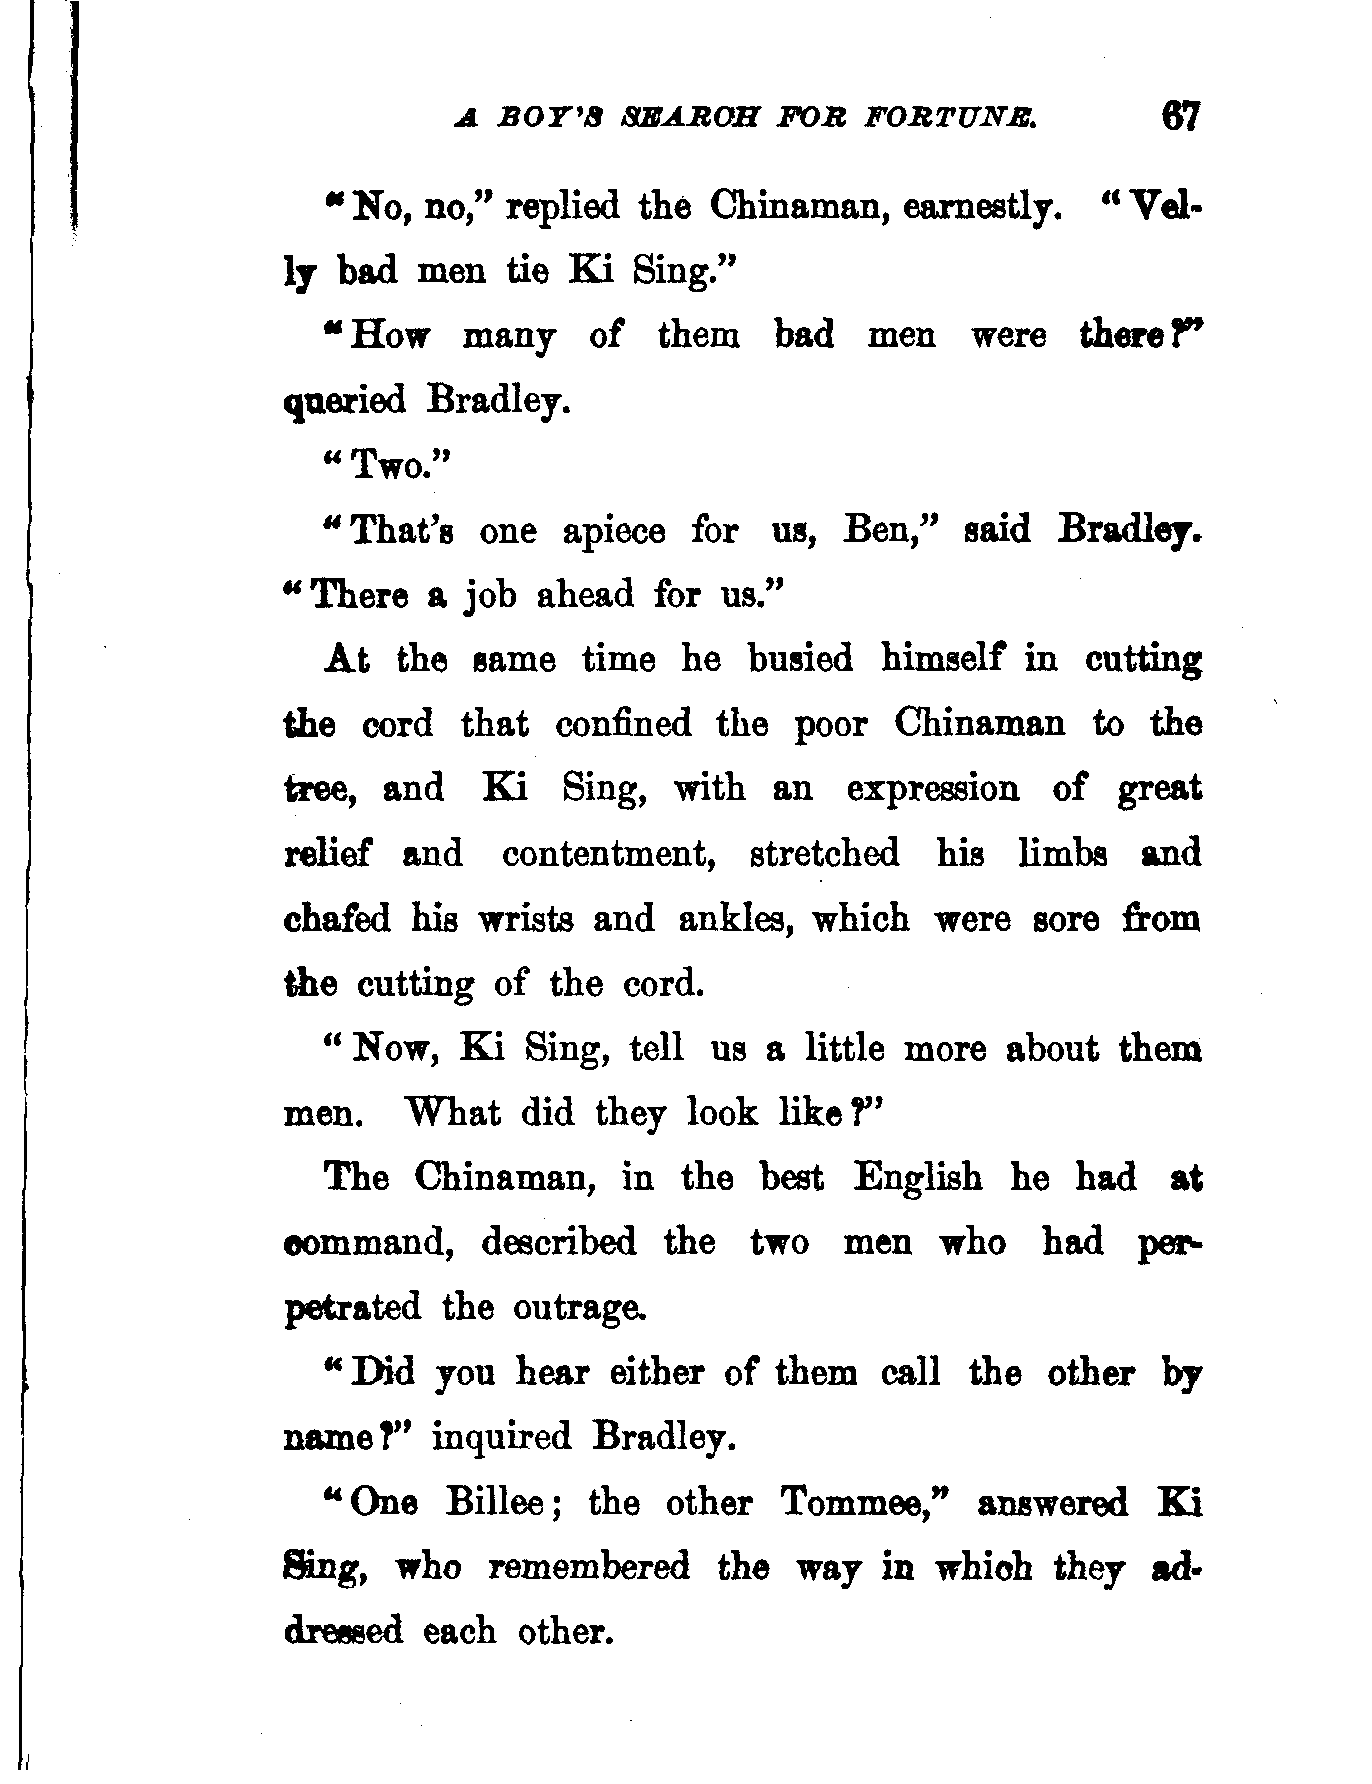 A BOY'S SEARCH FOR FORTUNE. 67
"No, no," replied the Chinaman, earnestly. "Vel-
ly bad men tie Ki Sing."
"How many of them bad men were there?"
queried Bradley.
"Two."
"That's one apiece for us, Ben," said Bradley.
"There a job ahead for us."
At the same time he busied himself in cutting
the cord that confined the poor Chinaman to the
tree, and Ki Sing, with an expression of great
relief and contentment, stretched his limbs and
chafed his wrists and ankles, which were sore from
the cutting of the cord.
"Now, Ki Sing, tell us a little more about them
men. What did they look like?"
The Chinaman, in the best English he had at
command, described the two men who had per-
petrated the outrage.
"Did you hear either of them call the other by
name?" inquired Bradley.
"One Billee; the other Tommee," answered Ki
Sing, who remembered the way in which they ad-
dressed each other.